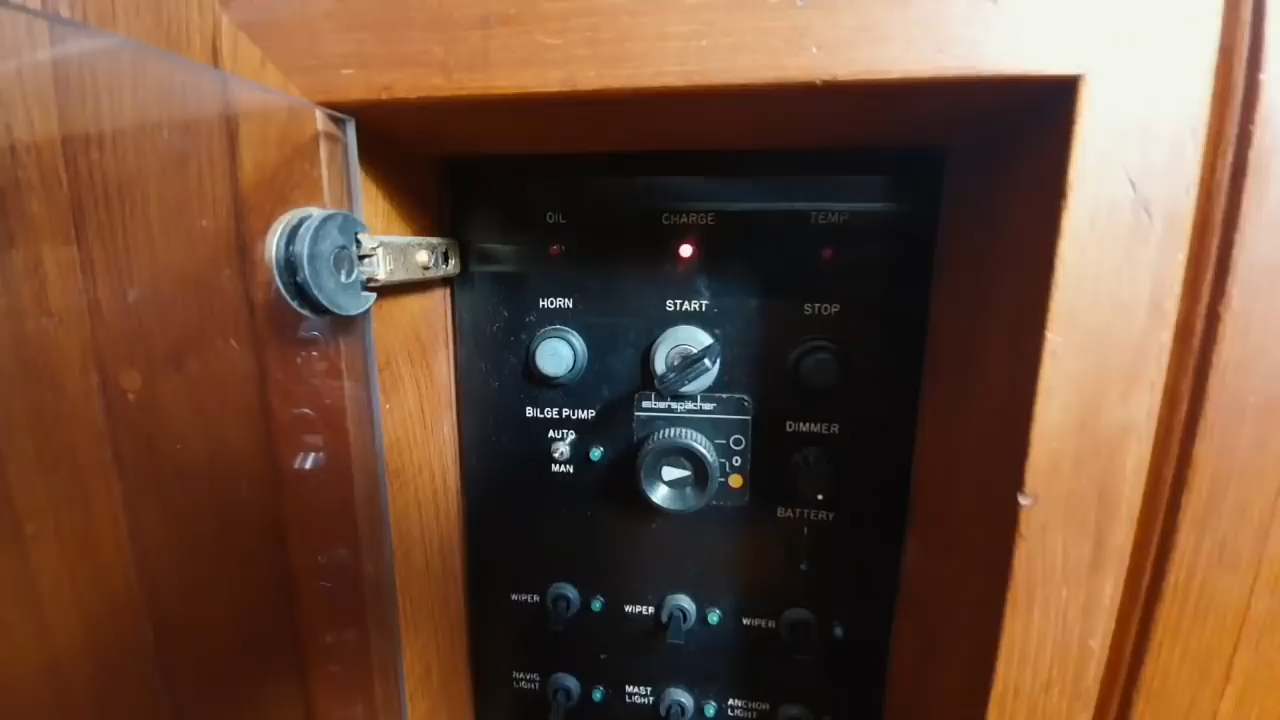 OIL CHARGE TEMP
HORN START STOP
eberspächer
BILGE PUMP
AUTO
MAN
DIMMER
O
BATTERY
WIPER WIPER WIPER
NAVIG LIGHT
MAST LIGHT
ANCHOR LIGHT